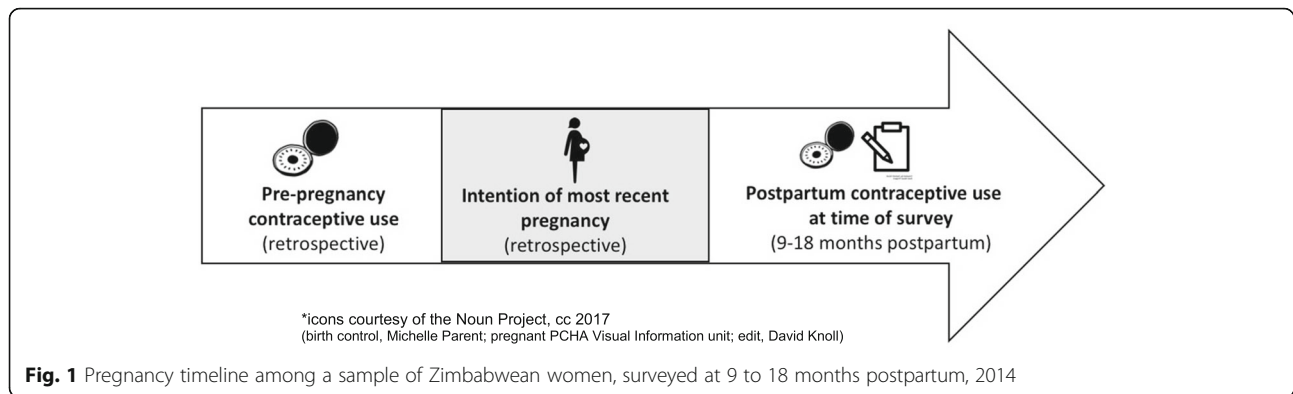 Pre-pregnancy
contraceptive use
(retrospective)
Intention of most recent
pregnancy
(retrospective)
Postpartum contraceptive use
at time of survey
(9-18 months postpartum)
*icons courtesy of the Noun Project, cc 2017
(birth control, Michelle Parent; pregnant PCHA Visual Information unit; edit, David Knoll)
Fig. 1 Pregnancy timeline among a sample of Zimbabwean women, surveyed at 9 to 18 months postpartum, 2014